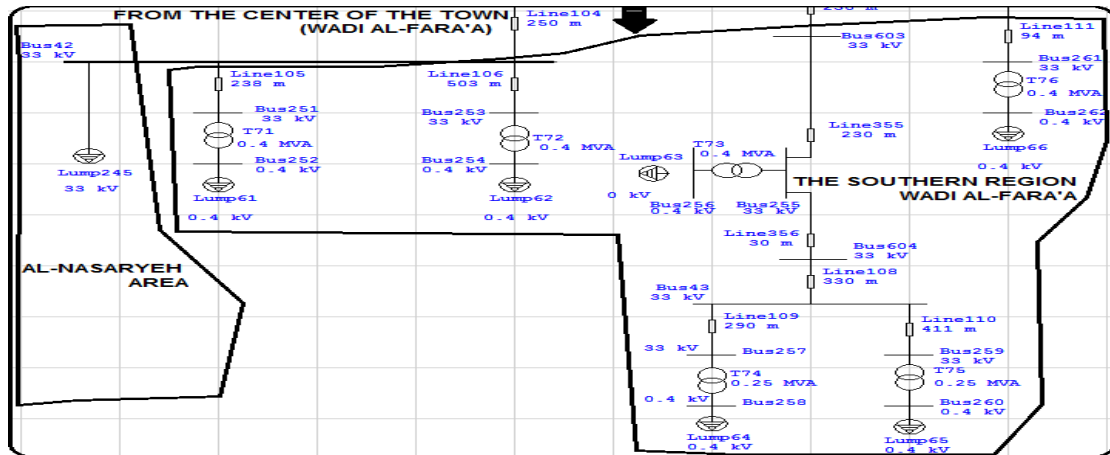 FROM THE CENTER OF THE TOWN
(WADI AL-FARA'A)
Line104
250 m
Bus603
33 kV
Line111
94 m
Bus42
33 kV
Line105
238 m
Line106
503 m
Bus261
33 kV
T76
0.4 MVA
Bus251
33 kV
Bus253
33 kV
Bus262
0.4 kV
T71
0.4 MVA
T72
0.4 MVA
Line355
230 m
Lump66
0.4 kV
Bus252
0.4 kV
Bus254
0.4 kV
Lump63
0 kV
T73
0.4 MVA
Lump245
33 kV
Lump61
0.4 kV
Lump62
0.4 kV
Bus256
0.4 kV
Bus255
33 kV
THE SOUTHERN REGION
WADI AL-FARA'A
Line356
30 m
Bus604
33 kV
AL-NASARYEH
AREA
Line108
330 m
Bus43
33 kV
Line109
290 m
Line110
411 m
33 kV
Bus257
Bus259
33 kV
T74
0.25 MVA
T75
0.25 MVA
0.4 kV
Bus258
Bus260
0.4 kV
Lump64
0.4 kV
Lump65
0.4 kV